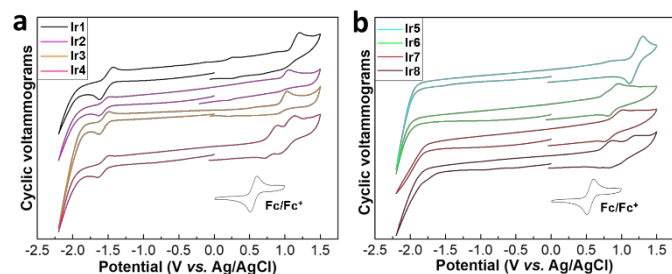 a
Ir1
Ir2
Ir3
Ir4
Cyclic voltammograms
Fc/Fc⁺
-2.5 -2.0 -1.5 -1.0 -0.5 0.0 0.5 1.0 1.5
Potential (V vs. Ag/AgCl)
b
Ir5
Ir6
Ir7
Ir8
Cyclic voltammograms
Fc/Fc⁺
-2.5 -2.0 -1.5 -1.0 -0.5 0.0 0.5 1.0 1.5
Potential (V vs. Ag/AgCl)